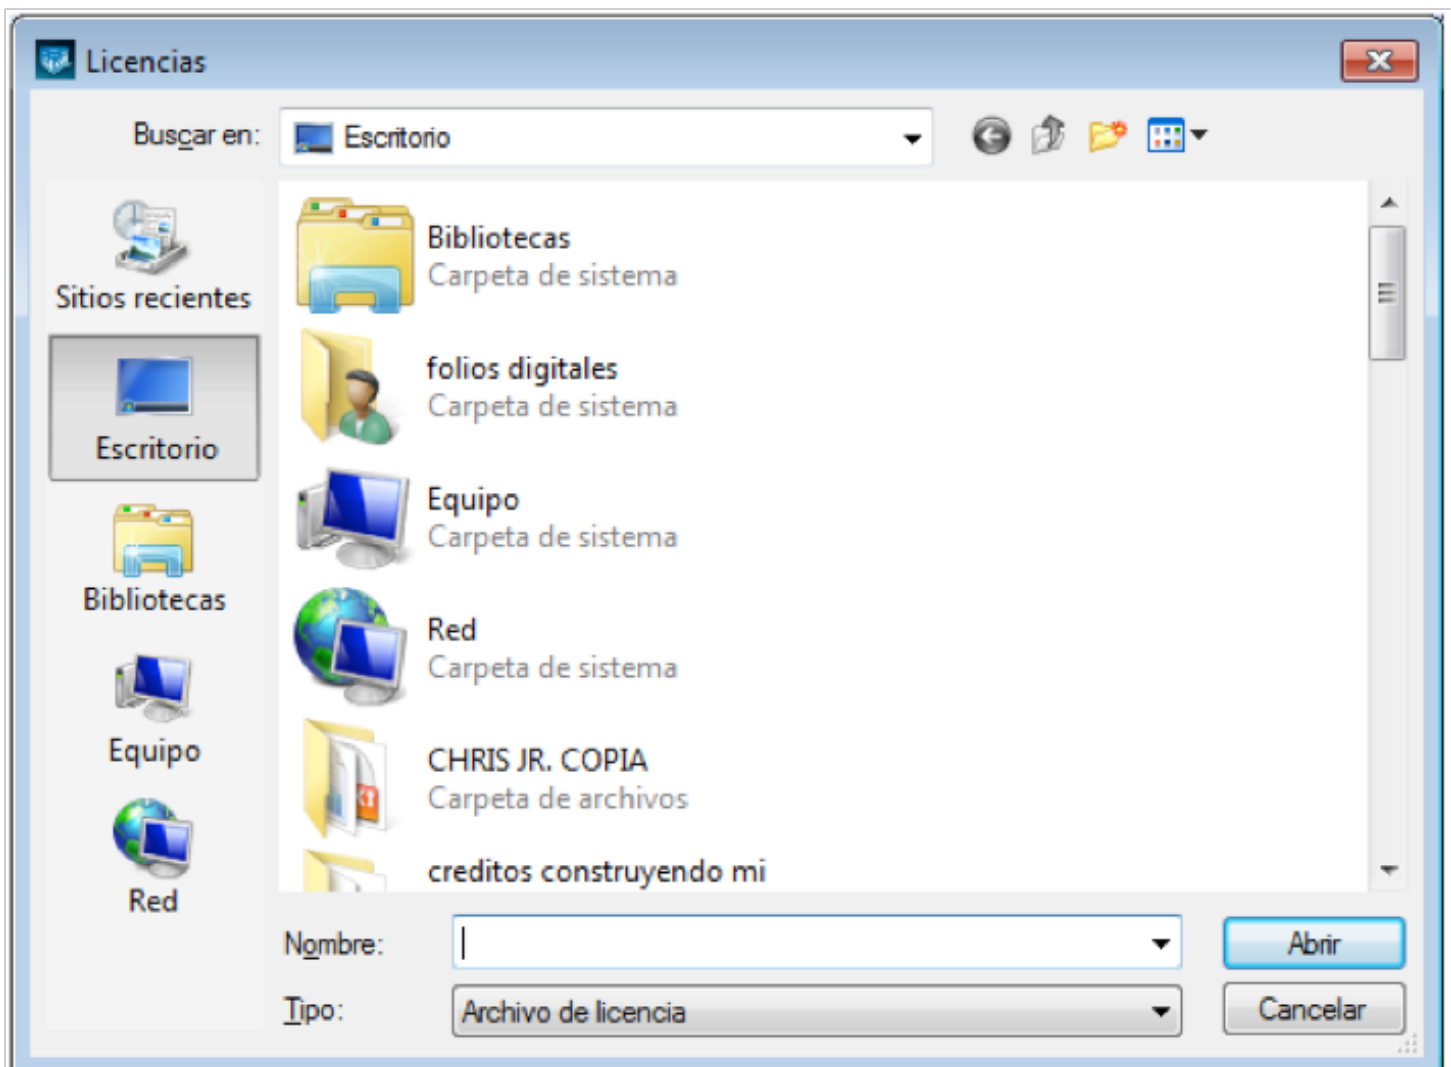 Licencias
Buscar en:
Escritorio
Sitios recientes
Escritorio
Bibliotecas
Equipo
Red
Bibliotecas
Carpeta de sistema
folios digitales
Carpeta de sistema
Equipo
Carpeta de sistema
Red
Carpeta de sistema
CHRIS JR. COPIA
Carpeta de archivos
creditos construyendo mi
Nombre:
Abrir
Tipo:
Archivo de licencia
Cancelar